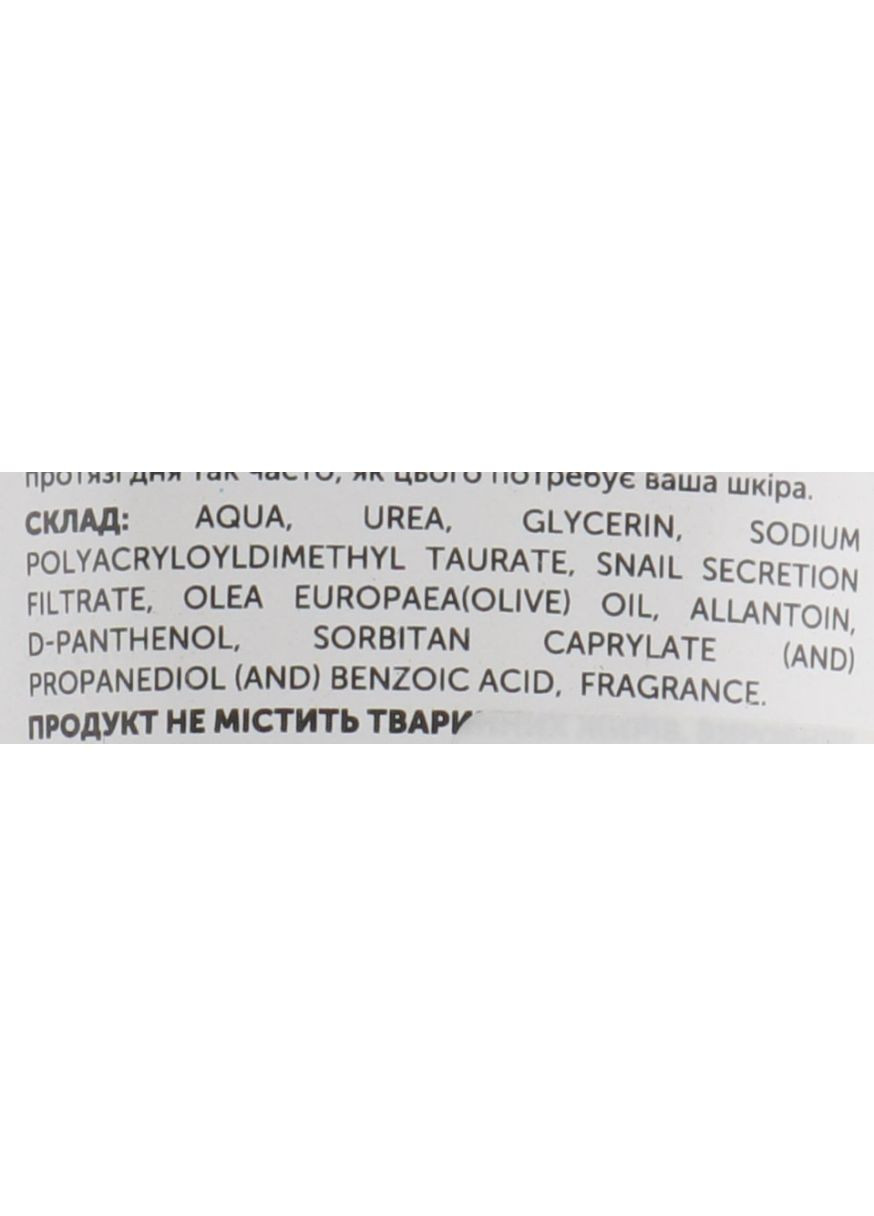 протязі дня так часто, як цього потребує ваша шкіра.
СКЛАД: AQUA, UREA, GLYCERIN, SODIUM
POLYACRYLOYLDIMETHYL TAURATE, SNAIL SECRETION
FILTRATE, OLEA EUROPAEA(OLIVE) OIL, ALLANTOIN,
D-PANTHENOL, SORBITAN CAPRYLATE (AND)
PROPANEDIOL (AND) BENZOIC ACID, FRAGRANCE.
ПРОДУКТ НЕ МІСТИТЬ